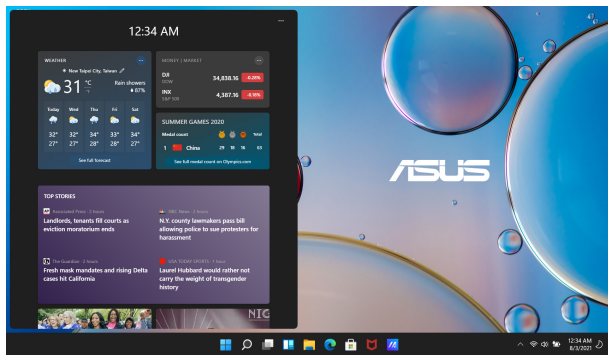 12:34 AM
WEATHER
New Taipei City, Taiwan
31 °C
°F
Rain showers
87%
Today Wed Thu Fri Sat
32° 32° 34° 33° 34°
27° 27° 28° 28° 27°
See full forecast
MONEY | MARKET
DJI
DOW
34,838.16 -0.28%
INX
S&P 500
4,387.16 -0.18%
SUMMER GAMES 2020
Medal count Total
1 China 29 18 16 63
See full medal count on Olympics.com
TOP STORIES
Associated Press · 2 hours
Landlords, tenants fill courts as
eviction moratorium ends
NBC News · 5 hours
N.Y. county lawmakers pass bill
allowing police to sue protesters for
harassment
The Guardian · 2 hours
Fresh mask mandates and rising Delta
cases hit California
USA TODAY SPORTS · 1 hour
Laurel Hubbard would rather not
carry the weight of transgender
history
NIG
ASUS
12:34 AM
8/3/2021